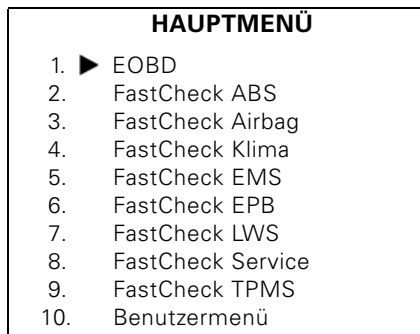 HAUPTMENÜ
1. ▶ EOBD
2. FastCheck ABS
3. FastCheck Airbag
4. FastCheck Klima
5. FastCheck EMS
6. FastCheck EPB
7. FastCheck LWS
8. FastCheck Service
9. FastCheck TPMS
10. Benutzermenü